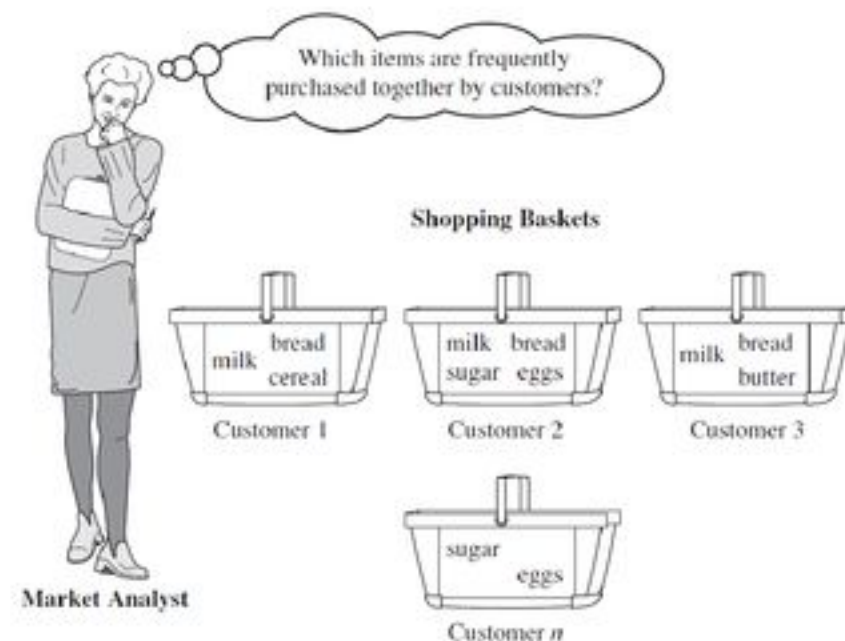 Which items are frequently
purchased together by customers?
Shopping Baskets
milk bread
cereal
Customer 1
milk bread
sugar eggs
Customer 2
milk bread
butter
Customer 3
sugar
eggs
Customer n
Market Analyst